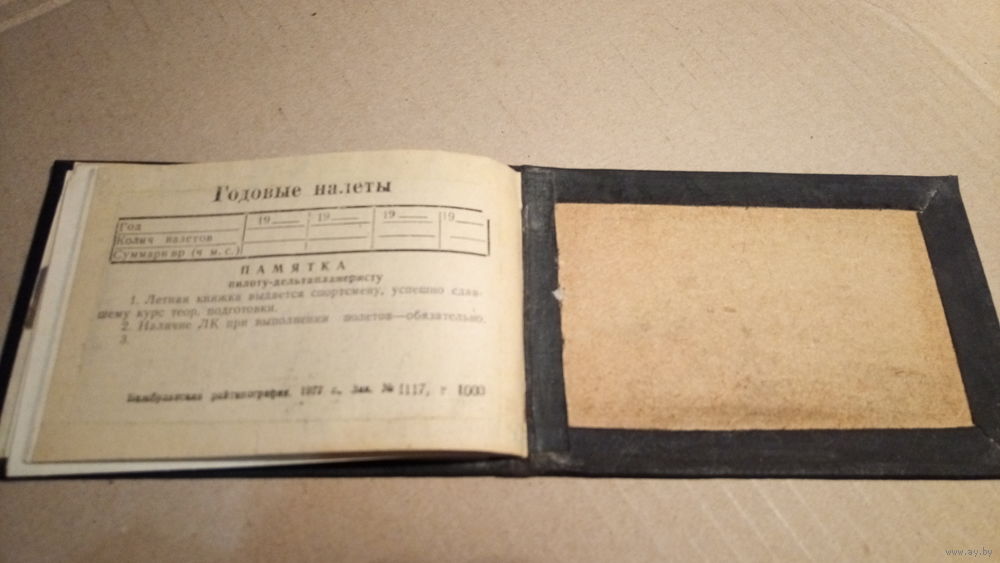 Годовые налеты
Год 19 19 19 19
Колич налетов
Суммарн вр (ч м.с.)
ПАМЯТКА
пилоту-дельтапланеристу
1. Летная книжка выдается спортсмену, успешно сдав-
шему курс теор. подготовки.
2. Наличие ЛК при выполнении полетов—обязательно.
3.
райтипография 1977 г. Зак. № 1117, т 1000
www.ay.by